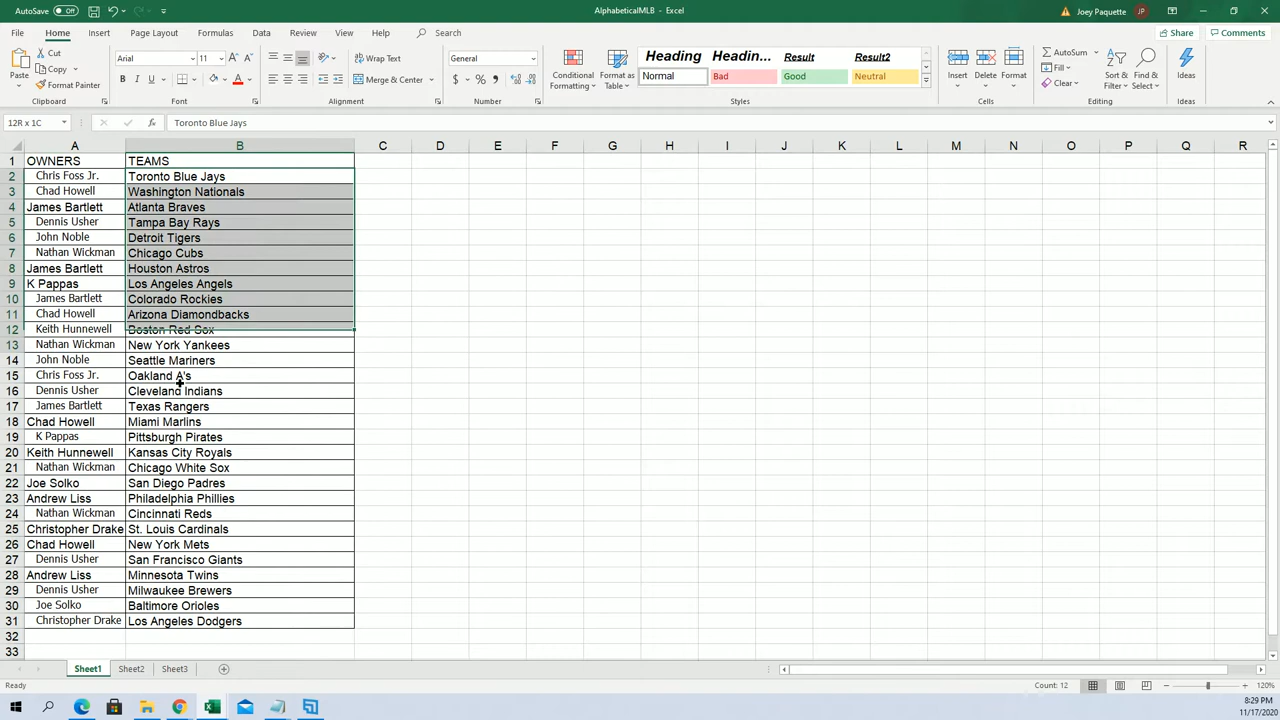 AutoSave Off AlphabeticalMLB - Excel Joey Paquette JP
File Home Insert Page Layout Formulas Data Review View Help Search Share Comments
Paste Cut Copy Format Painter Clipboard
Arial 11 A A B I U A Font
Wrap Text Merge & Center Alignment
General $ % , Number
Conditional Formatting Format as Table
Heading Headin... Result Result2
Normal Bad Good Neutral
Styles
Insert Delete Format Cells
AutoSum Fill Clear Sort & Filter Find & Select Editing
Ideas Ideas
12R x 1C fx Toronto Blue Jays
A B C D E F G H I J K L M N O P Q R
1 OWNERS TEAMS
2 Chris Foss Jr. Toronto Blue Jays
3 Chad Howell Washington Nationals
4 James Bartlett Atlanta Braves
5 Dennis Usher Tampa Bay Rays
6 John Noble Detroit Tigers
7 Nathan Wickman Chicago Cubs
8 James Bartlett Houston Astros
9 K Pappas Los Angeles Angels
10 James Bartlett Colorado Rockies
11 Chad Howell Arizona Diamondbacks
12 Keith Hunnewell Boston Red Sox
13 Nathan Wickman New York Yankees
14 John Noble Seattle Mariners
15 Chris Foss Jr. Oakland A's
16 Dennis Usher Cleveland Indians
17 James Bartlett Texas Rangers
18 Chad Howell Miami Marlins
19 K Pappas Pittsburgh Pirates
20 Keith Hunnewell Kansas City Royals
21 Nathan Wickman Chicago White Sox
22 Joe Solko San Diego Padres
23 Andrew Liss Philadelphia Phillies
24 Nathan Wickman Cincinnati Reds
25 Christopher Drake St. Louis Cardinals
26 Chad Howell New York Mets
27 Dennis Usher San Francisco Giants
28 Andrew Liss Minnesota Twins
29 Dennis Usher Milwaukee Brewers
30 Joe Solko Baltimore Orioles
31 Christopher Drake Los Angeles Dodgers
32
33
Sheet1 Sheet2 Sheet3
Ready Count: 12 120%
8:29 PM
11/17/2020